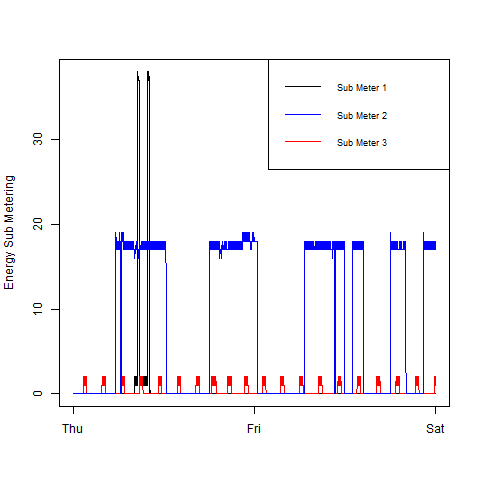 Sub Meter 1
Sub Meter 2
Sub Meter 3
Energy Sub Metering
30
20
10
0
Thu Fri Sat